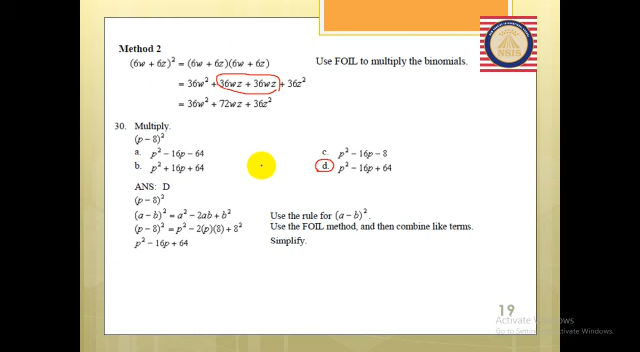 NSIS
Method 2
(6w + 6z)² = (6w + 6z)(6w + 6z)
Use FOIL to multiply the binomials.
= 36w² + 36wz + 36wz + 36z²
= 36w² + 72wz + 36z²
30. Multiply.
(p − 8)²
a. p² − 16p − 64
c. p² − 16p − 8
b. p² + 16p + 64
d. p² − 16p + 64
ANS: D
(p − 8)²
(a − b)² = a² − 2ab + b²
Use the rule for (a − b)².
(p − 8)² = p² − 2(p)(8) + 8²
Use the FOIL method, and then combine like terms.
p² − 16p + 64
Simplify.
19
Activate Windows
Go to Settings to activate Windows.